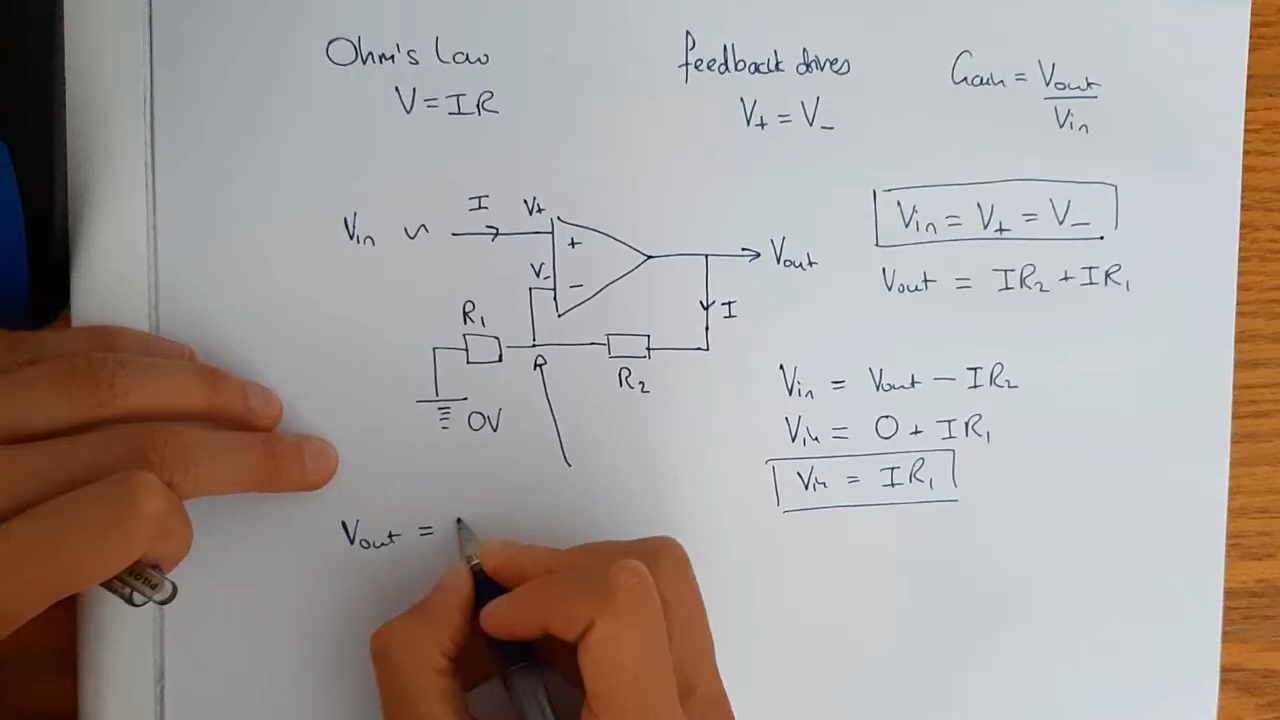 Ohm's Law
V = IR
feedback drives
V+ = V-
Gain = Vout
Vin
Vin
I
V+
+
V-
-
Vout
I
R1
R2
0V
Vin = V+ = V-
Vout = IR2 + IR1
Vin = Vout - IR2
Vin = 0 + IR1
Vin = IR1
Vout =
PILOT